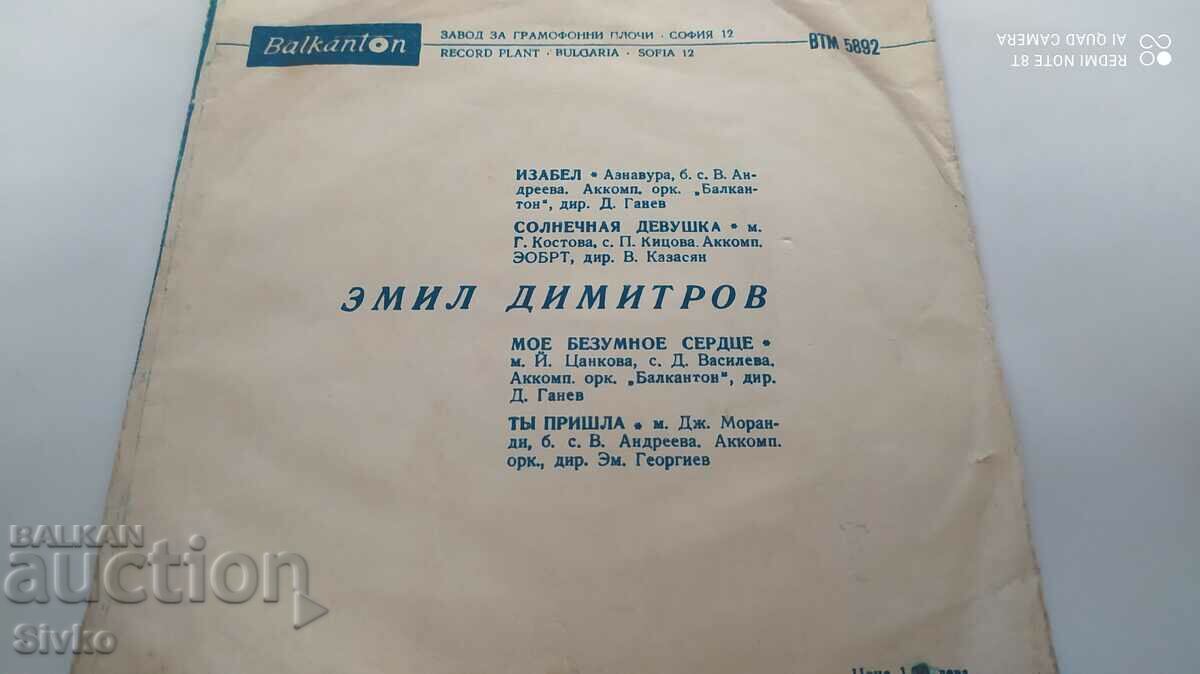 Balkanton
ЗАВОД ЗА ГРАМОФОННИ ПЛОЧИ · СОФИЯ 12
RECORD PLANT · BULGARIA · SOFIA 12
ВТМ 5892
REDMI NOTE 8T
AI QUAD CAMERA
ИЗАБЕЛ • Азнавура, б. с. В. Ан-
дреева. Аккомп. орк. „Балкан-
тон", дир. Д. Ганев
СОЛНЕЧНАЯ ДЕВУШКА • м.
Г. Костова, с. П. Кицова. Аккомп.
ЭОБРТ, дир. В. Казасян
ЭМИЛ ДИМИТРОВ
МОЕ БЕЗУМНОЕ СЕРДЦЕ •
м. Й. Цанкова, с. Д. Василева.
Аккомп. орк. „Балкантон", дир.
Д. Ганев
ТЫ ПРИШЛА • м. Дж. Моран-
ди, б. с. В. Андреева. Аккомп.
орк., дир. Эм. Георгиев
BALKAN
auction
Sivko
Цена 1 лева